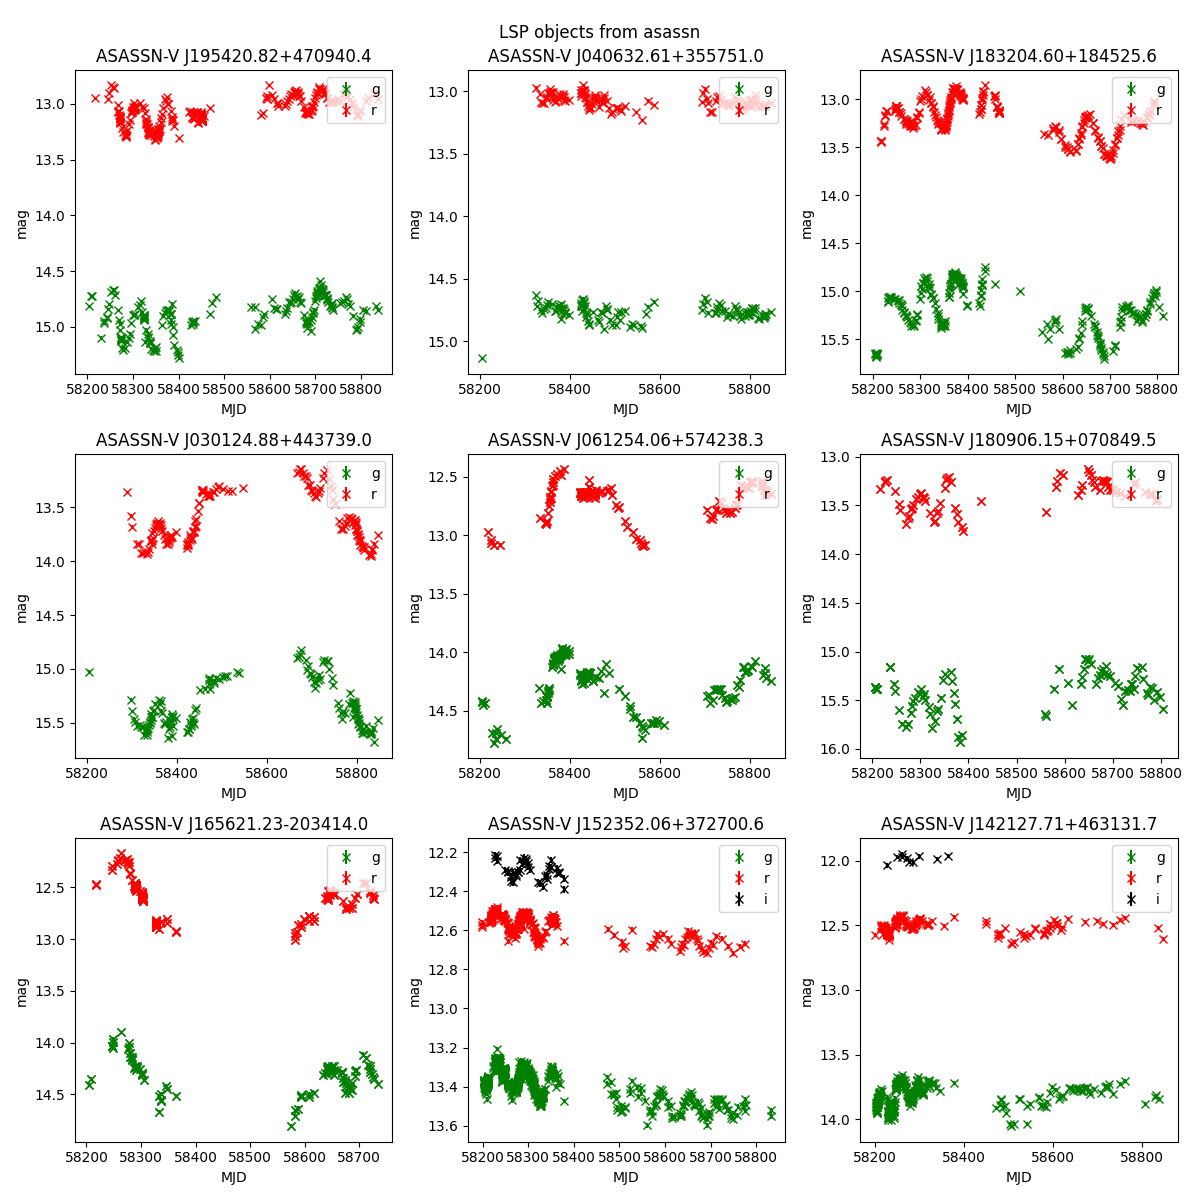 LSP objects from asassn
ASASSN-V J195420.82+470940.4
g
r
13.0
13.5
14.0
14.5
15.0
mag
58200 58300 58400 58500 58600 58700 58800
MJD
ASASSN-V J040632.61+355751.0
g
r
13.0
13.5
14.0
14.5
15.0
mag
58200 58400 58600 58800
MJD
ASASSN-V J183204.60+184525.6
g
r
13.0
13.5
14.0
14.5
15.0
15.5
mag
58200 58300 58400 58500 58600 58700 58800
MJD
ASASSN-V J030124.88+443739.0
g
r
13.5
14.0
14.5
15.0
15.5
mag
58200 58400 58600 58800
MJD
ASASSN-V J061254.06+574238.3
g
r
12.5
13.0
13.5
14.0
14.5
mag
58200 58400 58600 58800
MJD
ASASSN-V J180906.15+070849.5
g
r
13.0
13.5
14.0
14.5
15.0
15.5
16.0
mag
58200 58300 58400 58500 58600 58700 58800
MJD
ASASSN-V J165621.23-203414.0
g
r
12.5
13.0
13.5
14.0
14.5
mag
58200 58300 58400 58500 58600 58700
MJD
ASASSN-V J152352.06+372700.6
g
r
i
12.2
12.4
12.6
12.8
13.0
13.2
13.4
13.6
mag
58200 58300 58400 58500 58600 58700 58800
MJD
ASASSN-V J142127.71+463131.7
g
r
i
12.0
12.5
13.0
13.5
14.0
mag
58200 58400 58600 58800
MJD